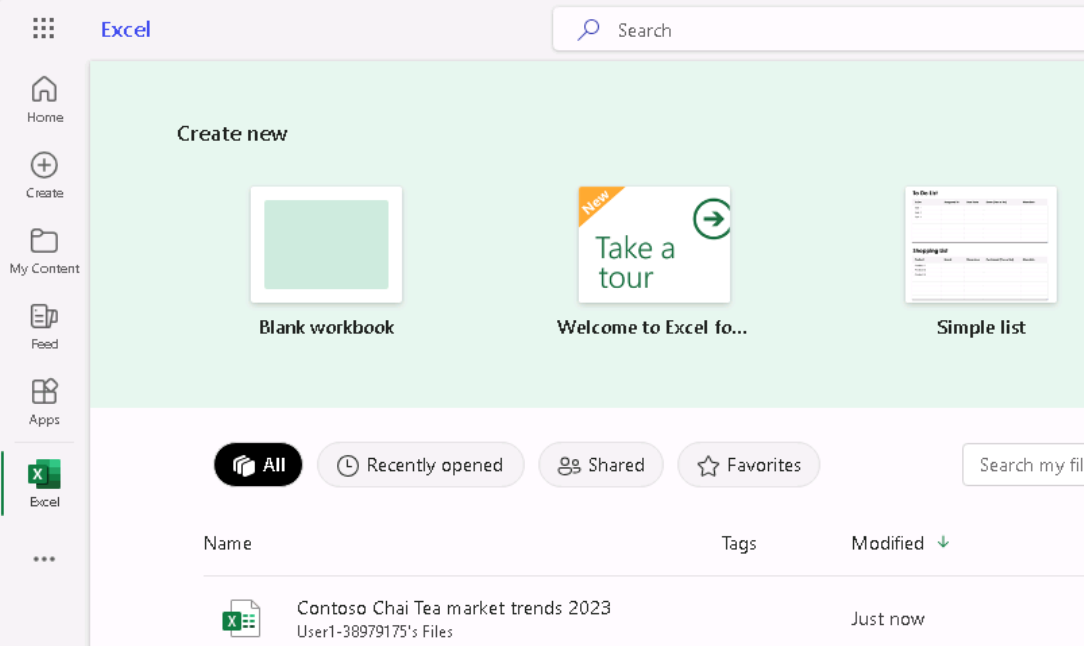 Excel
Search
Home
Create
My Content
Feed
Apps
Excel
Create new
Blank workbook
New
Take a
tour
Welcome to Excel fo...
To Do List
Shopping List
Simple list
All
Recently opened
Shared
Favorites
Search my fil
Name
Tags
Modified
Contoso Chai Tea market trends 2023
User1-38979175's Files
Just now